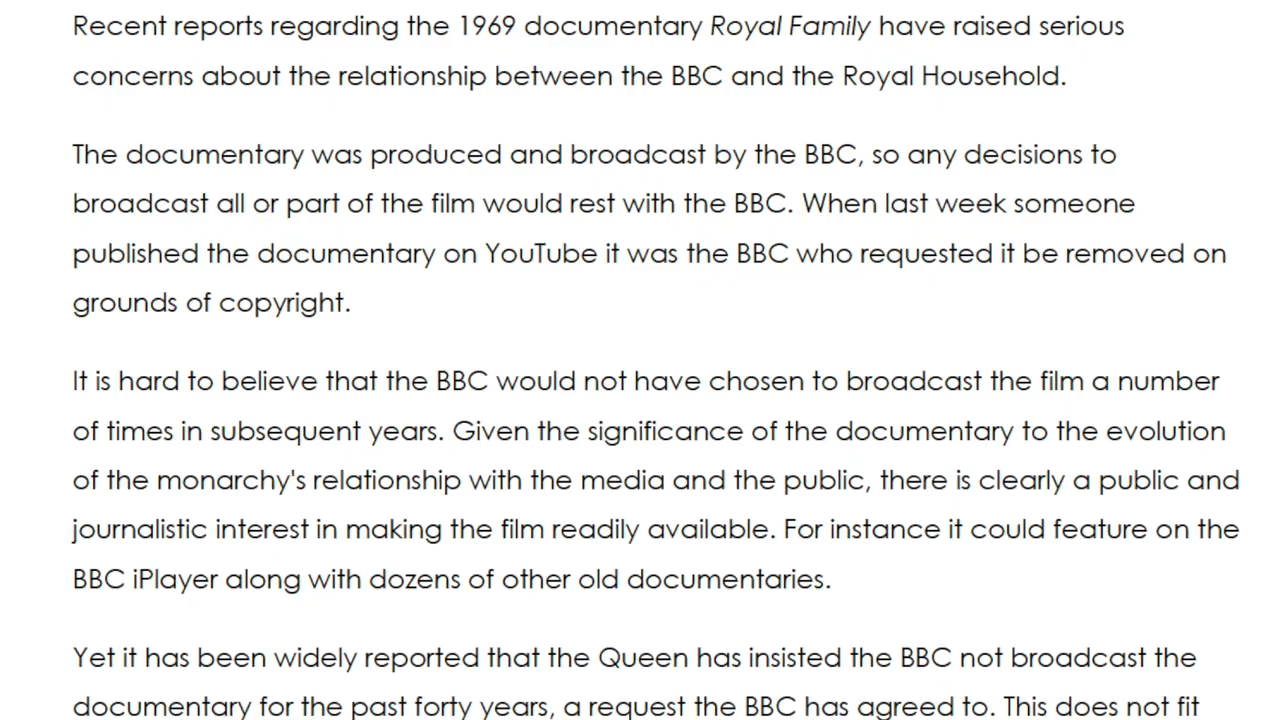 Recent reports regarding the 1969 documentary Royal Family have raised serious
concerns about the relationship between the BBC and the Royal Household.
The documentary was produced and broadcast by the BBC, so any decisions to
broadcast all or part of the film would rest with the BBC. When last week someone
published the documentary on YouTube it was the BBC who requested it be removed on
grounds of copyright.
It is hard to believe that the BBC would not have chosen to broadcast the film a number
of times in subsequent years. Given the significance of the documentary to the evolution
of the monarchy's relationship with the media and the public, there is clearly a public and
journalistic interest in making the film readily available. For instance it could feature on the
BBC iPlayer along with dozens of other old documentaries.
Yet it has been widely reported that the Queen has insisted the BBC not broadcast the
documentary for the past forty years, a request the BBC has agreed to. This does not fit